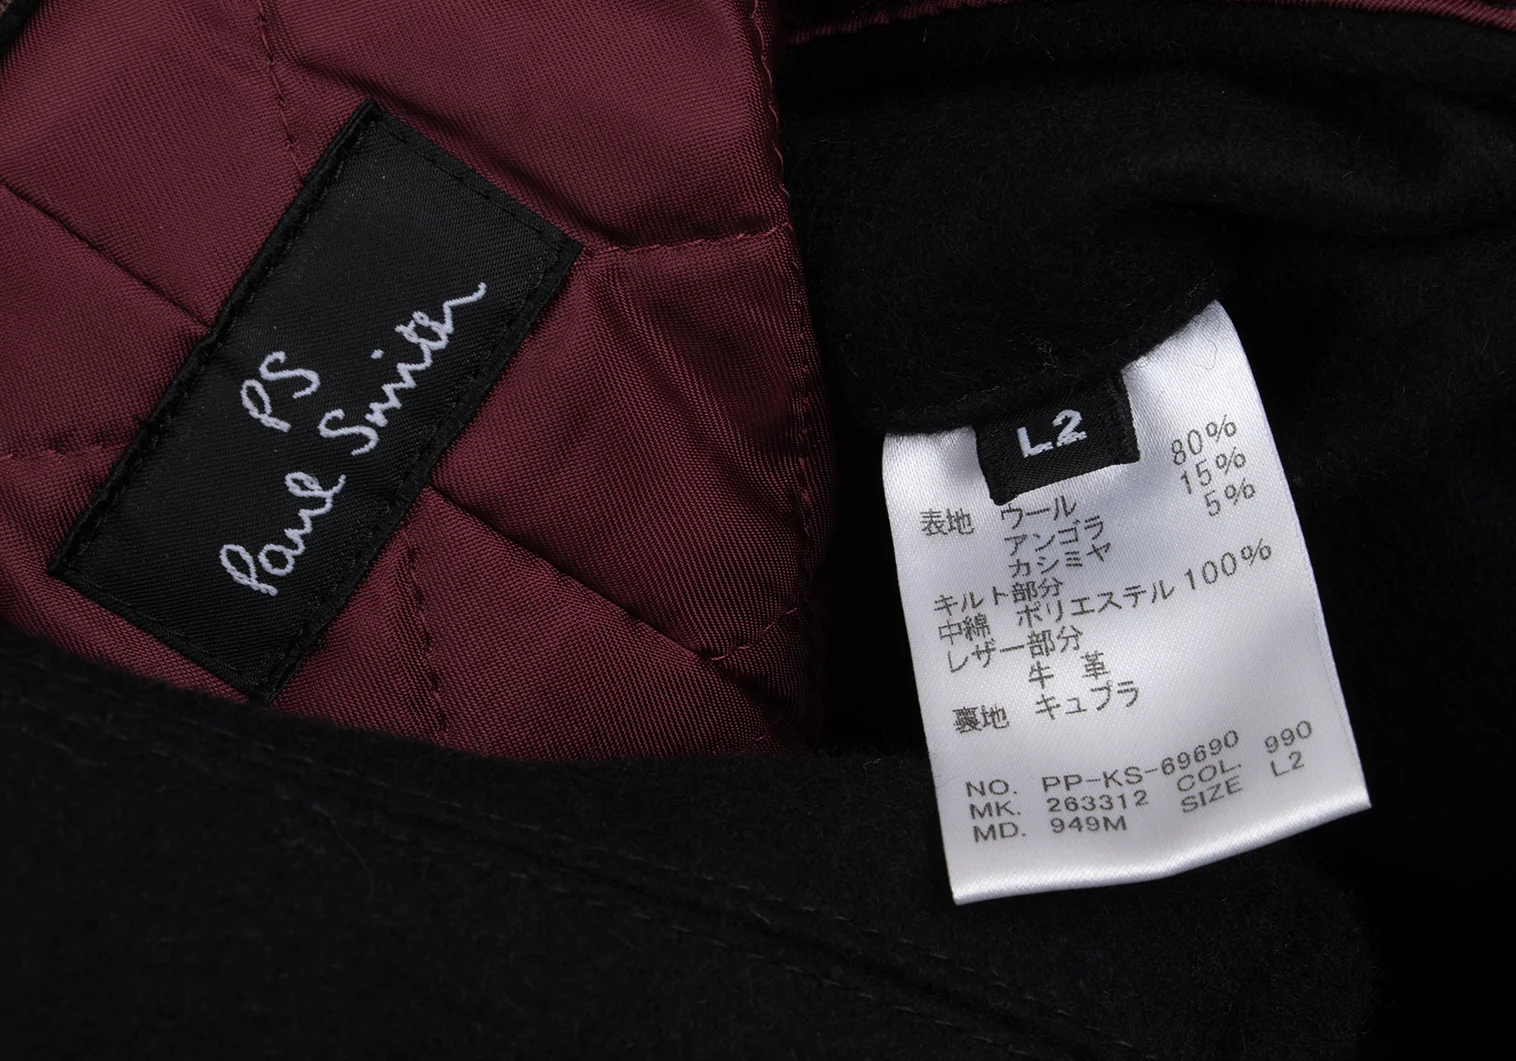 PS
Paul Smith
L2
表地 ウール 80%
アンゴラ 15%
カシミヤ 5%
キルト部分
中綿 ポリエステル 100%
レザー部分
牛 革
裏地 キュプラ
NO. PP-KS-69690
MK. 263312 COL. 990
MD. 949M SIZE L2